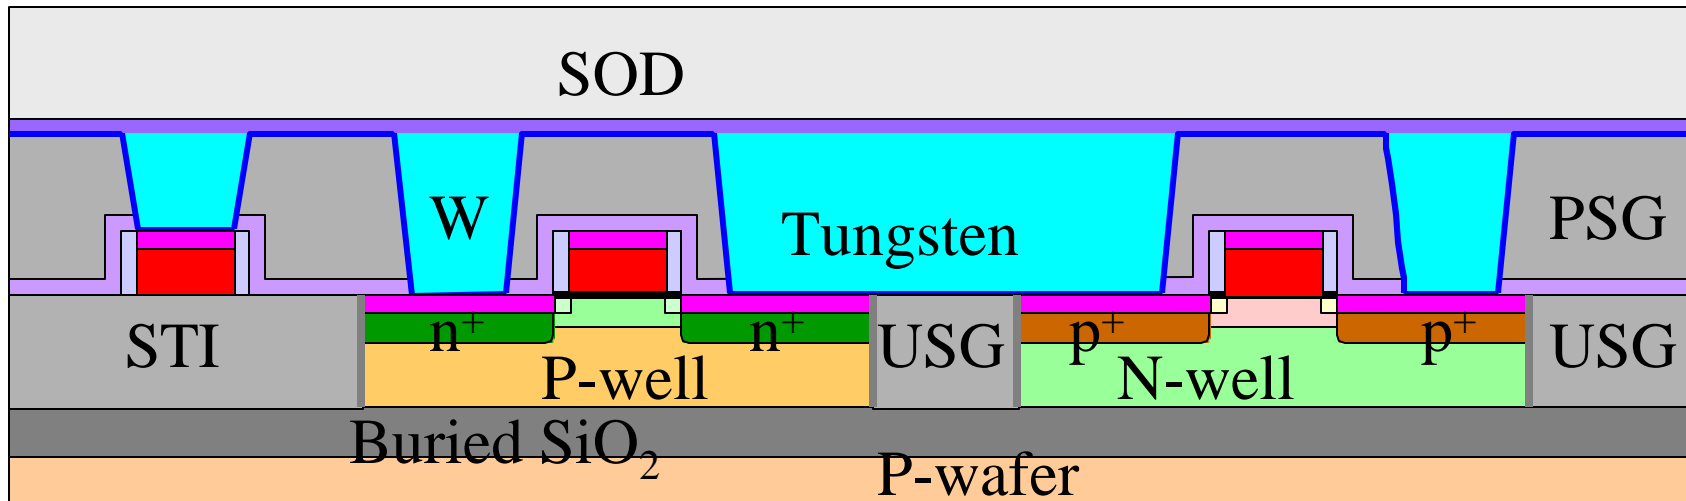 SOD
W
Tungsten
PSG
STI
n⁺
n⁺
USG
p⁺
p⁺
USG
P-well
N-well
Buried SiO₂
P-wafer